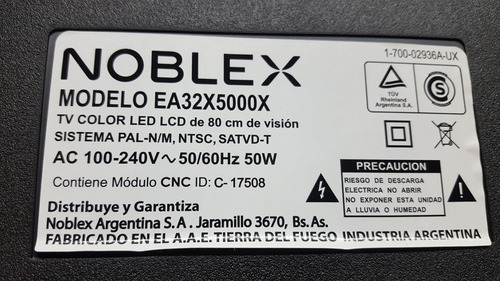 NOBLEX
1-700-02936A-UX
MODELO EA32X5000X
TV COLOR LED LCD de 80 cm de visión
SISTEMA PAL-N/M, NTSC, SATVD-T
AC 100-240V~ 50/60Hz 50W
Contiene Módulo CNC ID: C-17508
TÜV
Rheinland
Argentina S.A.
S
PRECAUCION
RIESGO DE DESCARGA
ELECTRICA NO ABRIR
NO EXPONER ESTA UNIDAD
A LLUVIA O HUMEDAD
Distribuye y Garantiza
Noblex Argentina S.A. Jaramillo 3670, Bs.As.
FABRICADO EN EL A.A.E. TIERRA DEL FUEGO INDUSTRIA ARGENTINA